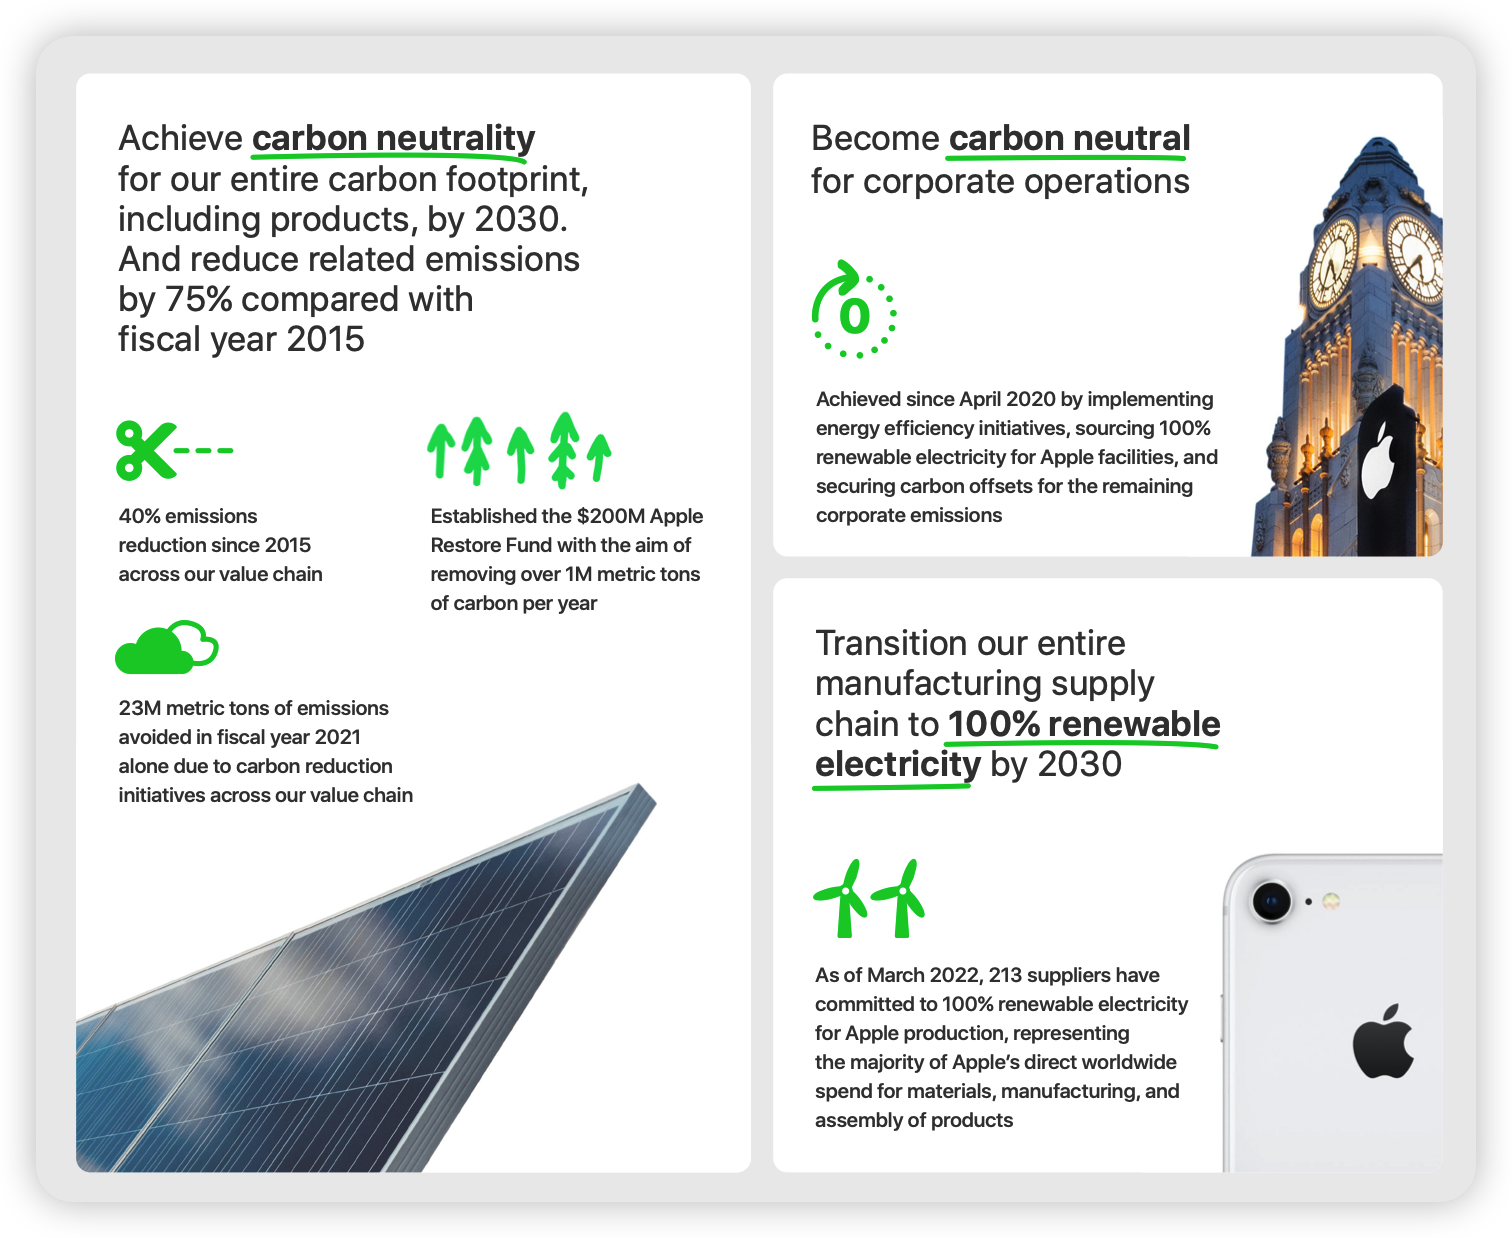 Achieve carbon neutrality
for our entire carbon footprint,
including products, by 2030.
And reduce related emissions
by 75% compared with
fiscal year 2015
40% emissions
reduction since 2015
across our value chain
Established the $200M Apple
Restore Fund with the aim of
removing over 1M metric tons
of carbon per year
23M metric tons of emissions
avoided in fiscal year 2021
alone due to carbon reduction
initiatives across our value chain
Become carbon neutral
for corporate operations
0
Achieved since April 2020 by implementing
energy efficiency initiatives, sourcing 100%
renewable electricity for Apple facilities, and
securing carbon offsets for the remaining
corporate emissions
Transition our entire
manufacturing supply
chain to 100% renewable
electricity by 2030
As of March 2022, 213 suppliers have
committed to 100% renewable electricity
for Apple production, representing
the majority of Apple’s direct worldwide
spend for materials, manufacturing, and
assembly of products